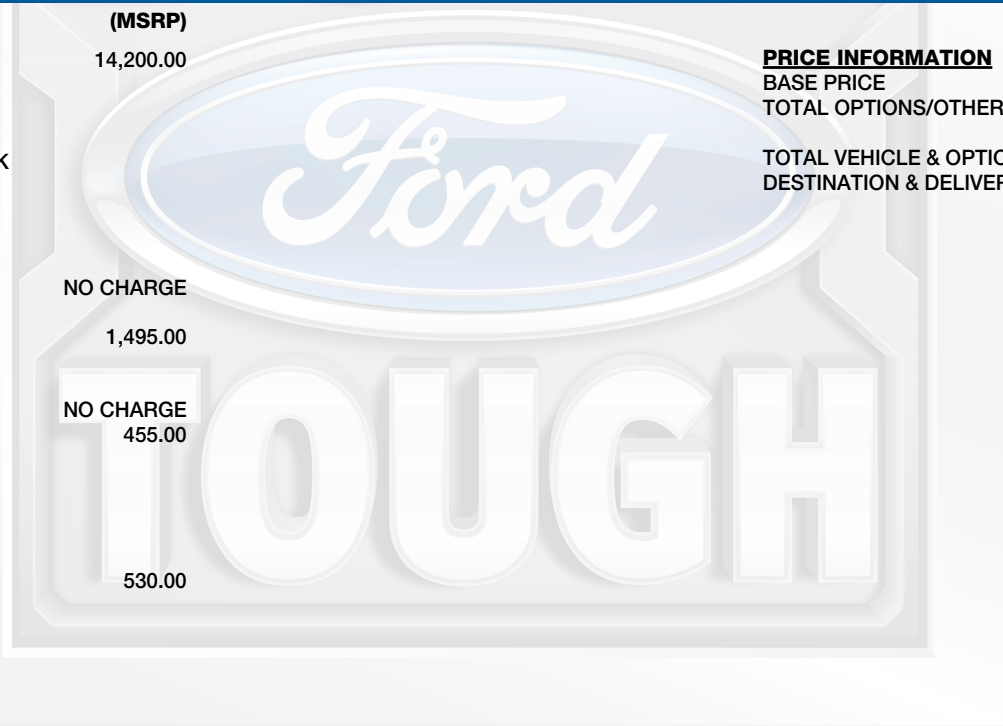 (MSRP)
14,200.00
K
NO CHARGE
1,495.00
NO CHARGE
455.00
530.00
PRICE INFORMATION
BASE PRICE
TOTAL OPTIONS/OTHER
TOTAL VEHICLE & OPTIO
DESTINATION & DELIVER
Ford
TOUGH